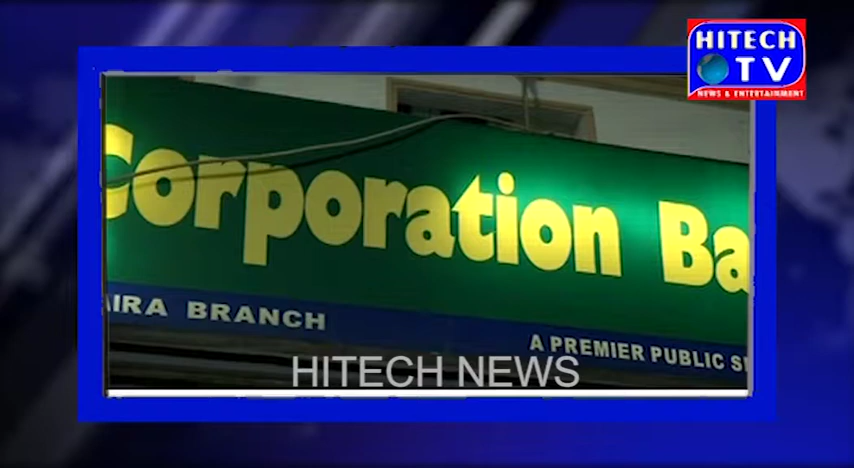 HITECH
TV
NEWS & ENTERTAINMENT
Corporation Ba
AIRA BRANCH
A PREMIER PUBLIC S
HITECH NEWS